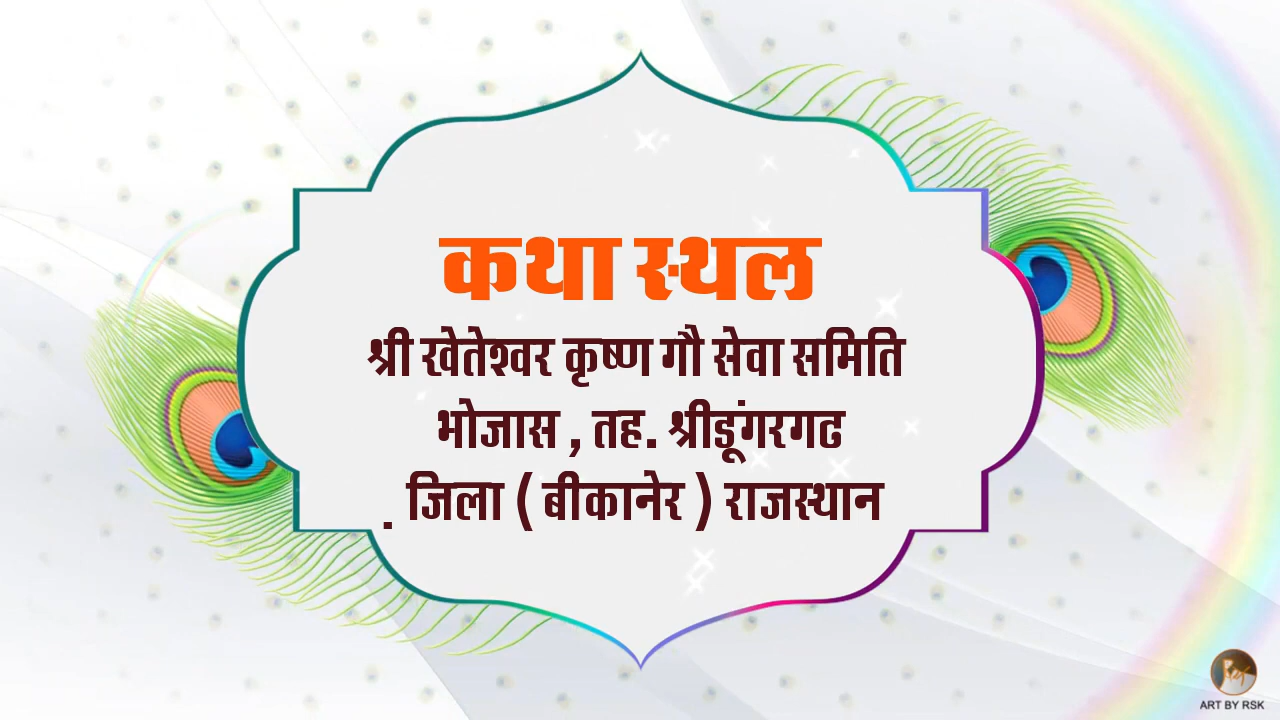 कथा स्थल
श्री खेतेश्वर कृष्ण गौ सेवा समिति
भोजास , तह. श्रीडूंगरगढ
. जिला ( बीकानेर ) राजस्थान
ART BY RSK